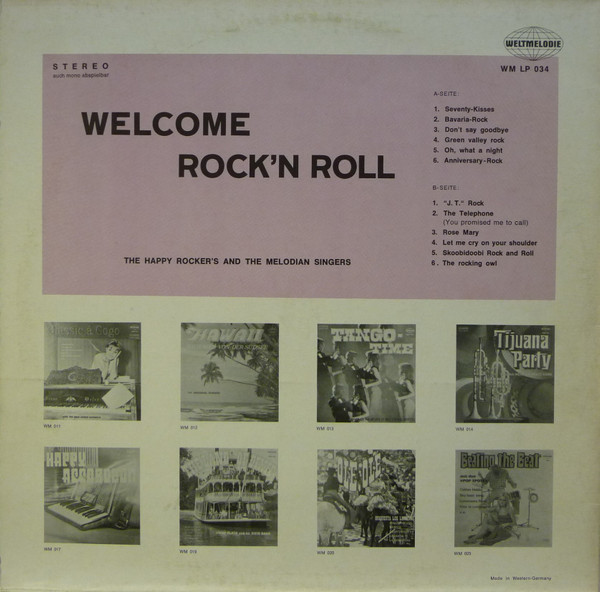 WELTMELODIE
WM LP 034
STEREO
auch mono abspielbar
WELCOME
ROCK'N ROLL
THE HAPPY ROCKER'S AND THE MELODIAN SINGERS
A-SEITE:
1. Seventy-Kisses
2. Bavaria-Rock
3. Don't say goodbye
4. Green valley rock
5. Oh, what a night
6. Anniversary-Rock
B-SEITE:
1. "J. T." Rock
2. The Telephone
(You promised me to call)
3. Rose Mary
4. Let me cry on your shoulder
5. Skoobidoobi Rock and Roll
6. The rocking owl
HAWAII
TANGO-
TIME
Tijuana
Party
WM 011
WM 012
WM 013
WM 014
HAPPY
Beating The Beat
WM 017
Made in Western-Germany